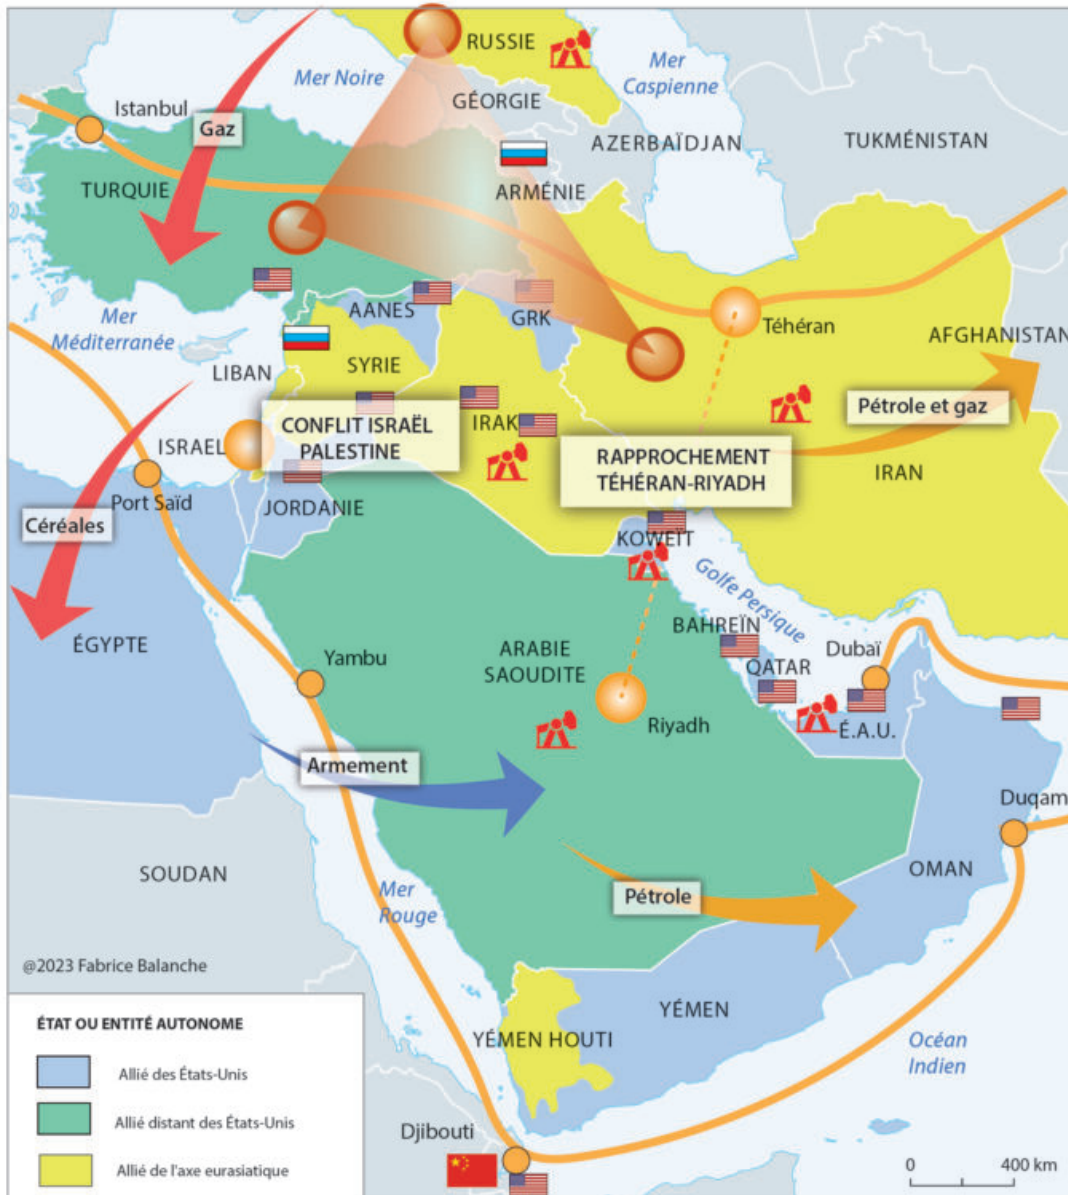 RUSSIE
Mer Noire
Mer
Caspienne
GÉORGIE
Istanbul
Gaz
AZERBAÏDJAN
TUKMÉNISTAN
TURQUIE
ARMÉNIE
Mer
Méditerranée
AANES
GRK
Téhéran
AFGHANISTAN
LIBAN
SYRIE
Pétrole et gaz
ISRAEL
CONFLIT ISRAËL
PALESTINE
IRAK
RAPPROCHEMENT
TÉHÉRAN-RIYADH
IRAN
Port Saïd
JORDANIE
Céréales
KOWEÏT
Golfe Persique
ÉGYPTE
BAHREÏN
ARABIE
SAOUDITE
Dubaï
Yambu
QATAR
Riyadh
É.A.U.
Armement
Duqam
SOUDAN
OMAN
Mer
Rouge
Pétrole
@2023 Fabrice Balanche
YÉMEN
YÉMEN HOUTI
Océan
Indien
ÉTAT OU ENTITÉ AUTONOME
Allié des États-Unis
Allié distant des États-Unis
Allié de l'axe eurasiatique
Djibouti
0 400 km